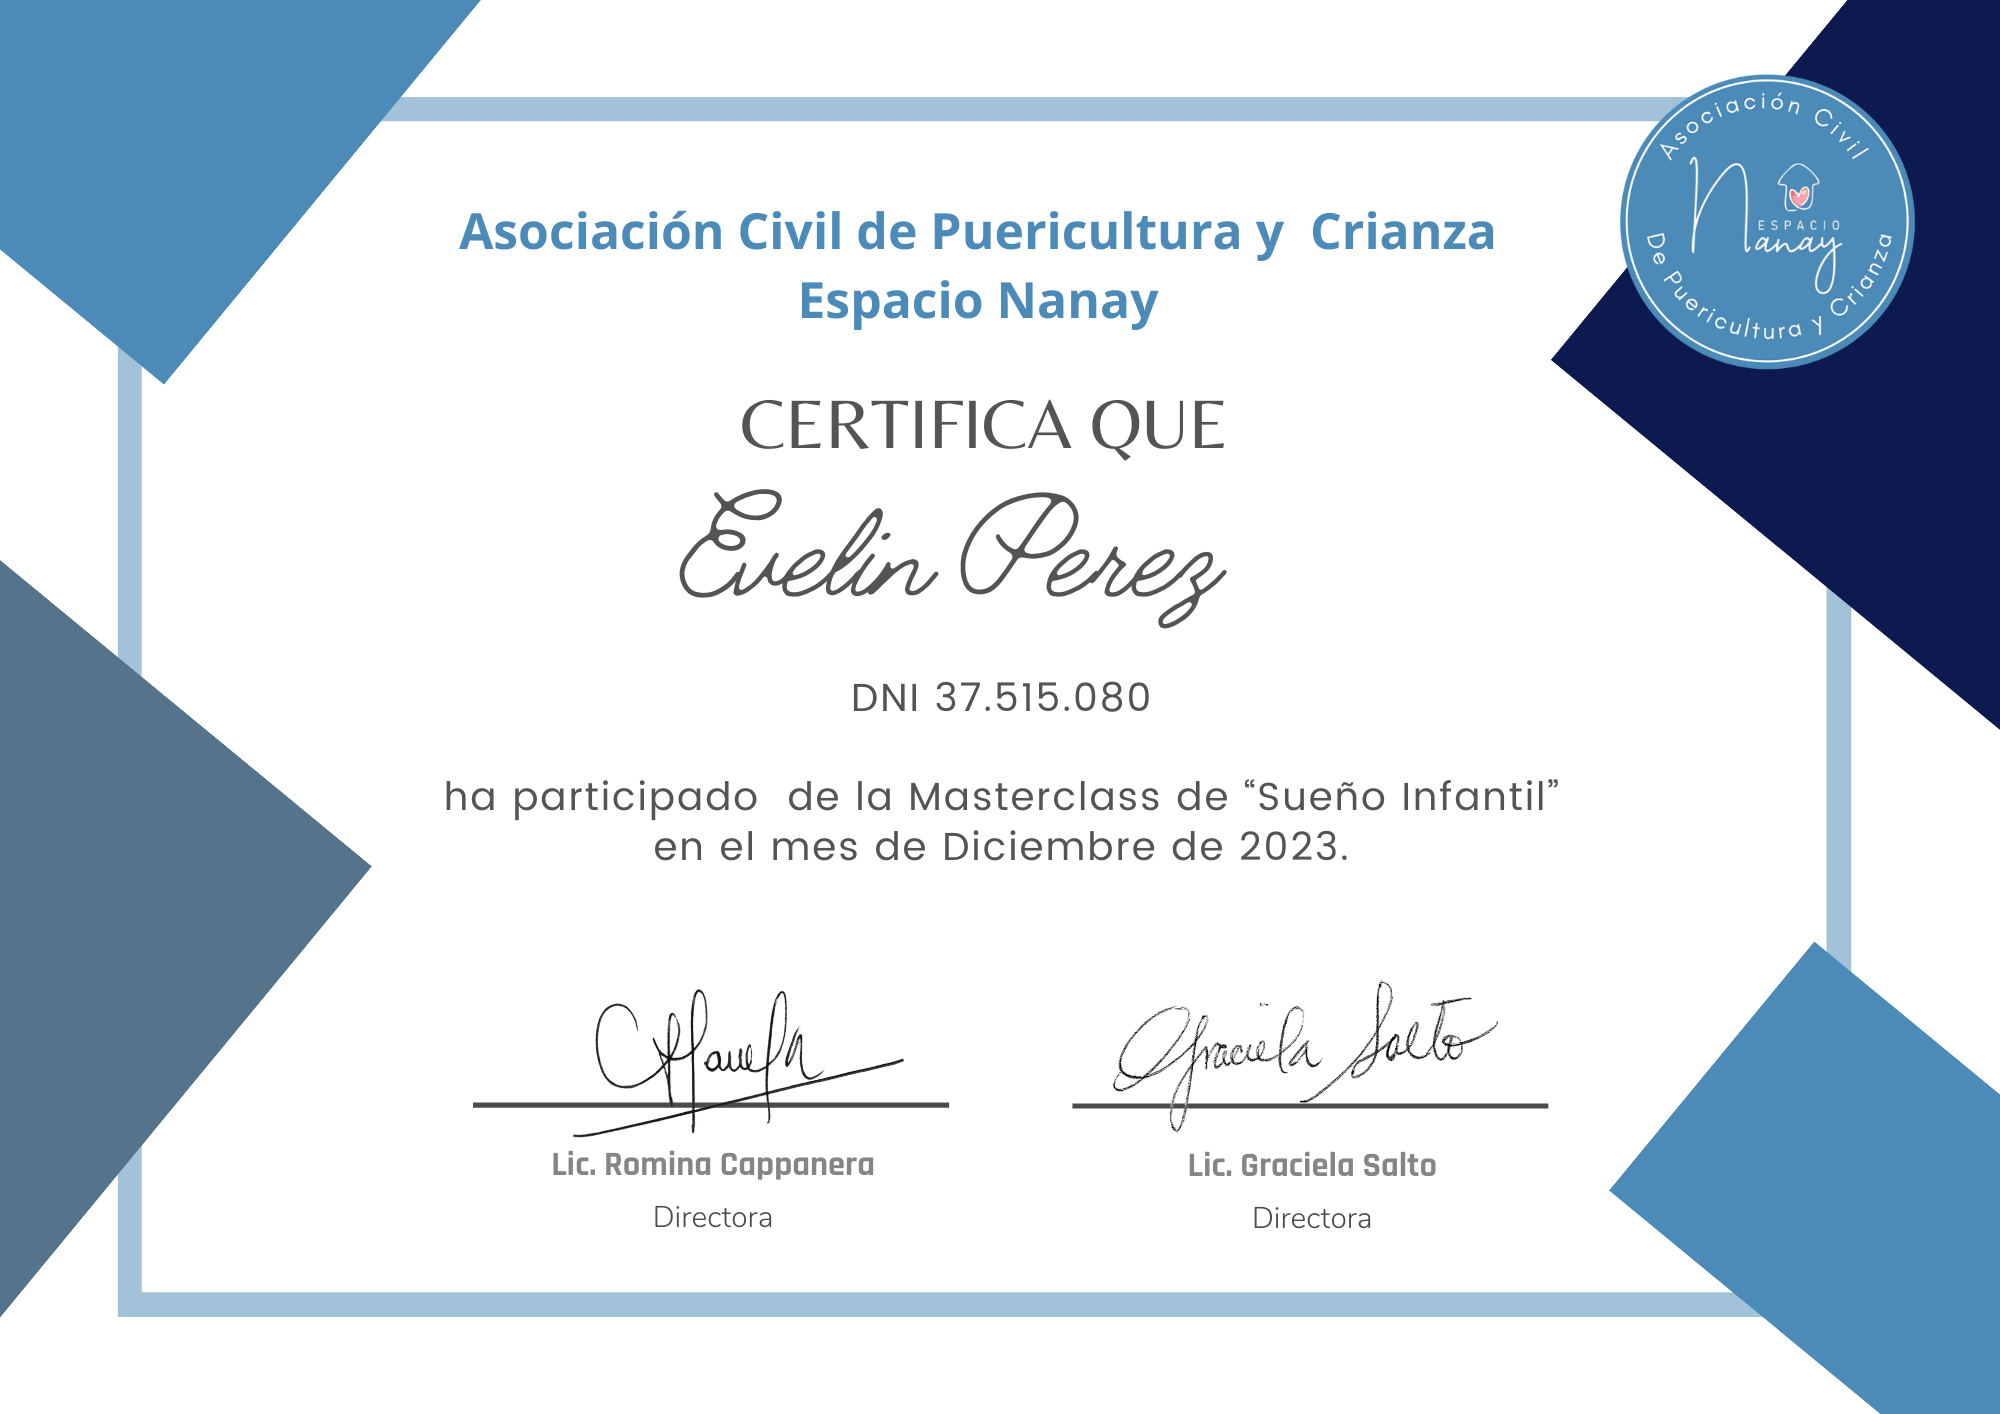 Asociación Civil
ESPACIO
Nanay
De Puericultura y Crianza
Asociación Civil de Puericultura y Crianza
Espacio Nanay
CERTIFICA QUE
Evelin Perez
DNI 37.515.080
ha participado de la Masterclass de “Sueño Infantil”
en el mes de Diciembre de 2023.
Graciela Salto
Lic. Romina Cappanera
Lic. Graciela Salto
Directora
Directora